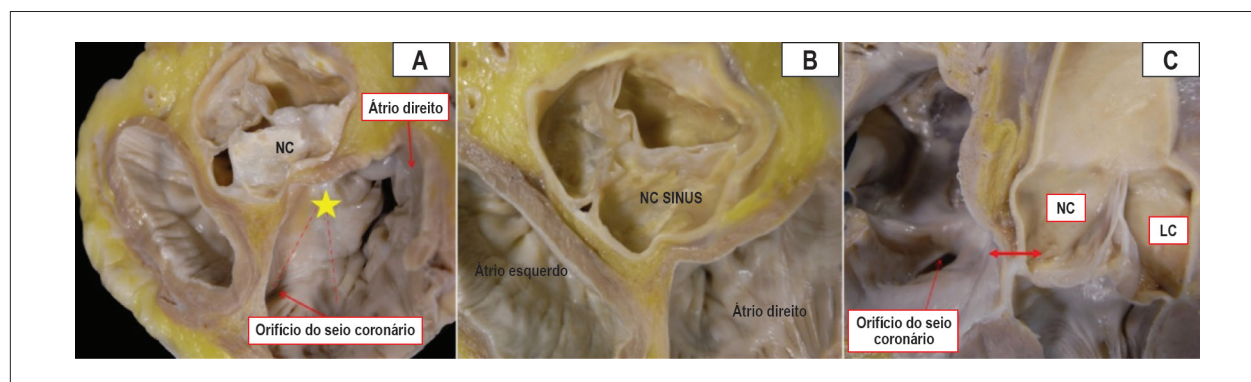 A
Átrio direito
NC
Orifício do seio coronário
B
NC SINUS
Átrio esquerdo
Átrio direito
C
NC
LC
Orifício do seio
coronário